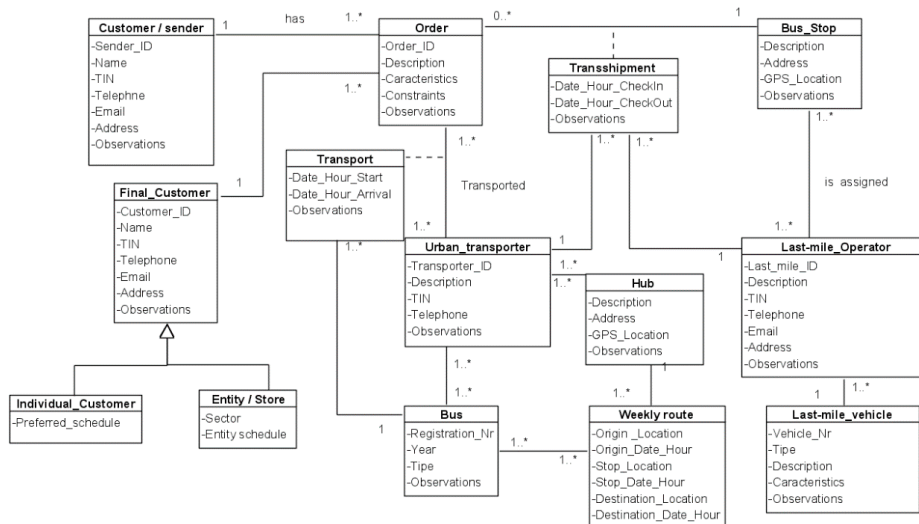 Customer / sender
-Sender_ID
-Name
-TIN
-Telephne
-Email
-Address
-Observations
1
has
1..*
Order
-Order_ID
-Description
-Caracteristics
-Constraints
-Observations
0..*
1
Bus_Stop
-Description
-Address
-GPS_Location
-Observations
Transshipment
-Date_Hour_CheckIn
-Date_Hour_CheckOut
-Observations
1..*
1..*
1..*
1..*
1..*
Transport
-Date_Hour_Start
-Date_Hour_Arrival
-Observations
1..*
Transported
1..*
is assigned
1..*
Final_Customer
-Customer_ID
-Name
-TIN
-Telephone
-Email
-Address
-Observations
1
Urban_transporter
-Transporter_ID
-Description
-TIN
-Telephone
-Observations
1
1..*
1..*
1..*
Hub
-Description
-Address
-GPS_Location
-Observations
1
1
Last-mile_Operator
-Last_mile_ID
-Description
-TIN
-Telephone
-Email
-Address
-Observations
Individual_Customer
-Preferred_schedule
Entity / Store
-Sector
-Entity schedule
1
1..*
Bus
-Registration_Nr
-Year
-Tipe
-Observations
1..*
1..*
1..*
Weekly route
-Origin _Location
-Origin_Date_Hour
-Stop_Location
-Stop_Date_Hour
-Destination_Location
-Destination_Date_Hour
1
1..*
Last-mile_vehicle
-Vehicle_Nr
-Tipe
-Description
-Caracteristics
-Observations